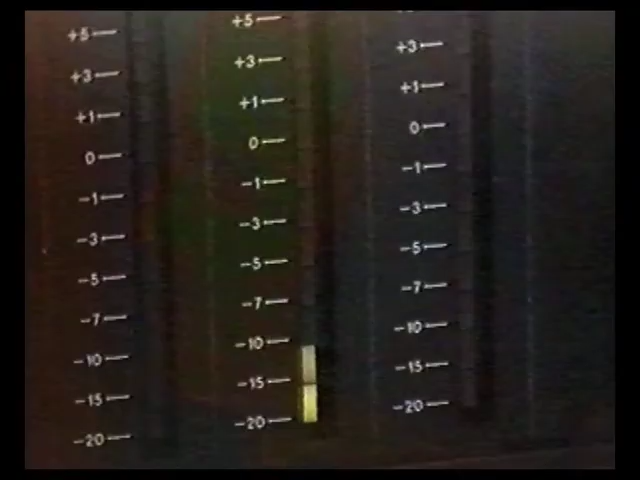 +5 +5
+3 +3 +3
+1 +1 +1
0 0 0
-1 -1 -1
-3 -3 -3
-5 -5 -5
-7 -7 -7
-10 -10 -10
-15 -15 -15
-20 -20 -20